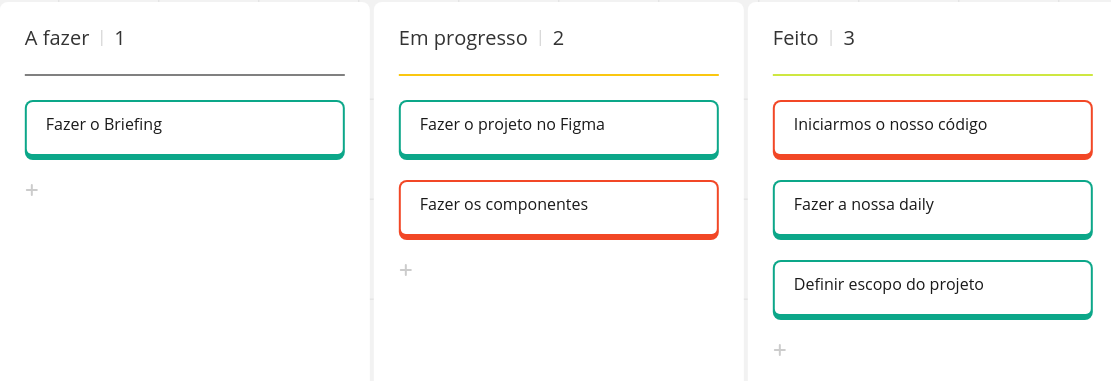 A fazer | 1
Fazer o Briefing
+
Em progresso | 2
Fazer o projeto no Figma
Fazer os componentes
+
Feito | 3
Iniciarmos o nosso código
Fazer a nossa daily
Definir escopo do projeto
+